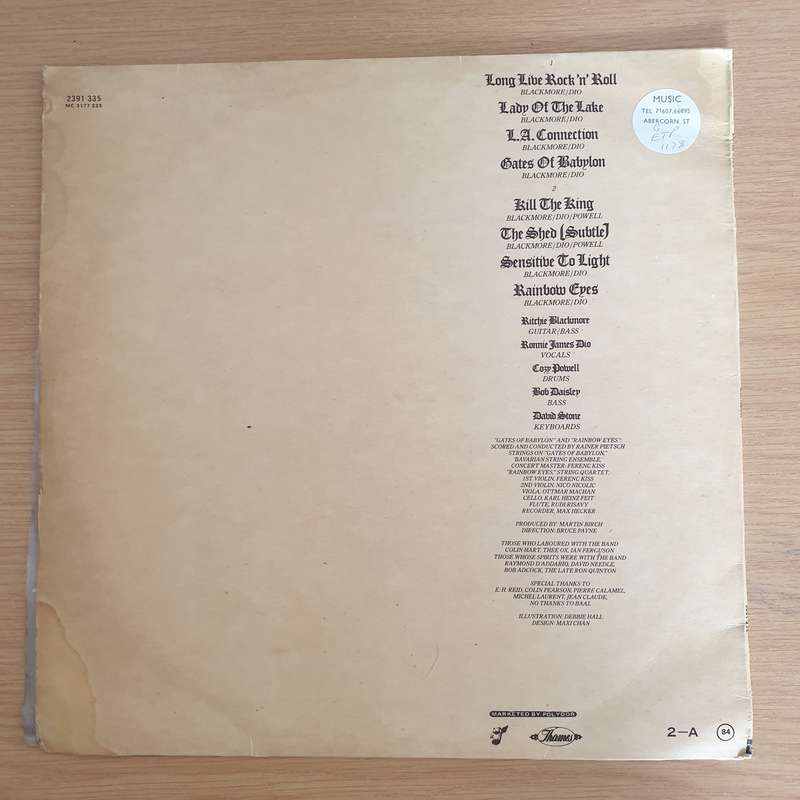 2391 335
MC 3177 335
1
Long Live Rock 'n' Roll
BLACKMORE/DIO
Lady Of The Lake
BLACKMORE/DIO
L.A. Connection
BLACKMORE/DIO
Gates Of Babylon
BLACKMORE/DIO
MUSIC
TEL 71607.66895
ABERCORN ST
11.78
2
Kill The King
BLACKMORE/DIO/POWELL
The Shed (Subtle)
BLACKMORE/DIO/POWELL
Sensitive To Light
BLACKMORE/DIO
Rainbow Eyes
BLACKMORE/DIO
Ritchie Blackmore
GUITAR/BASS
Ronnie James Dio
VOCALS
Cozy Powell
DRUMS
Bob Daisley
BASS
David Stone
KEYBOARDS
"GATES OF BABYLON" AND "RAINBOW EYES":
SCORED AND CONDUCTED BY RAINER PIETSCH
STRINGS ON "GATES OF BABYLON,"
'BAVARIAN STRING ENSEMBLE,'
CONCERT MASTER: FERENC KISS
"RAINBOW EYES," STRING QUARTET:
1ST VIOLIN, FERENC KISS
2ND VIOLIN, NICO NICOLIC
VIOLA, OTTMAR MACHAN
CELLO, KARL HEINZ FEIT
FLUTE, RUDI RISAVY
RECORDER, MAX HECKER
PRODUCED BY: MARTIN BIRCH
DIRECTION: BRUCE PAYNE
THOSE WHO LABOURED WITH THE BAND
COLIN HART, THEE OX, IAN FERGUSON
THOSE WHOSE SPIRITS WERE WITH THE BAND
RAYMOND D'ADDARIO, DAVID NEEDLE,
BOB ADCOCK, THE LATE RON QUINTON
SPECIAL THANKS TO
E. H. REID, COLIN PEARSON, PIERRE CALAMEL,
MICHEL LAURENT, JEAN CLAUDE,
NO THANKS TO BAAL
ILLUSTRATION: DEBBIE HALL
DESIGN: MAXI CHAN
MARKETED BY POLYDOR
Thames
2-A
84